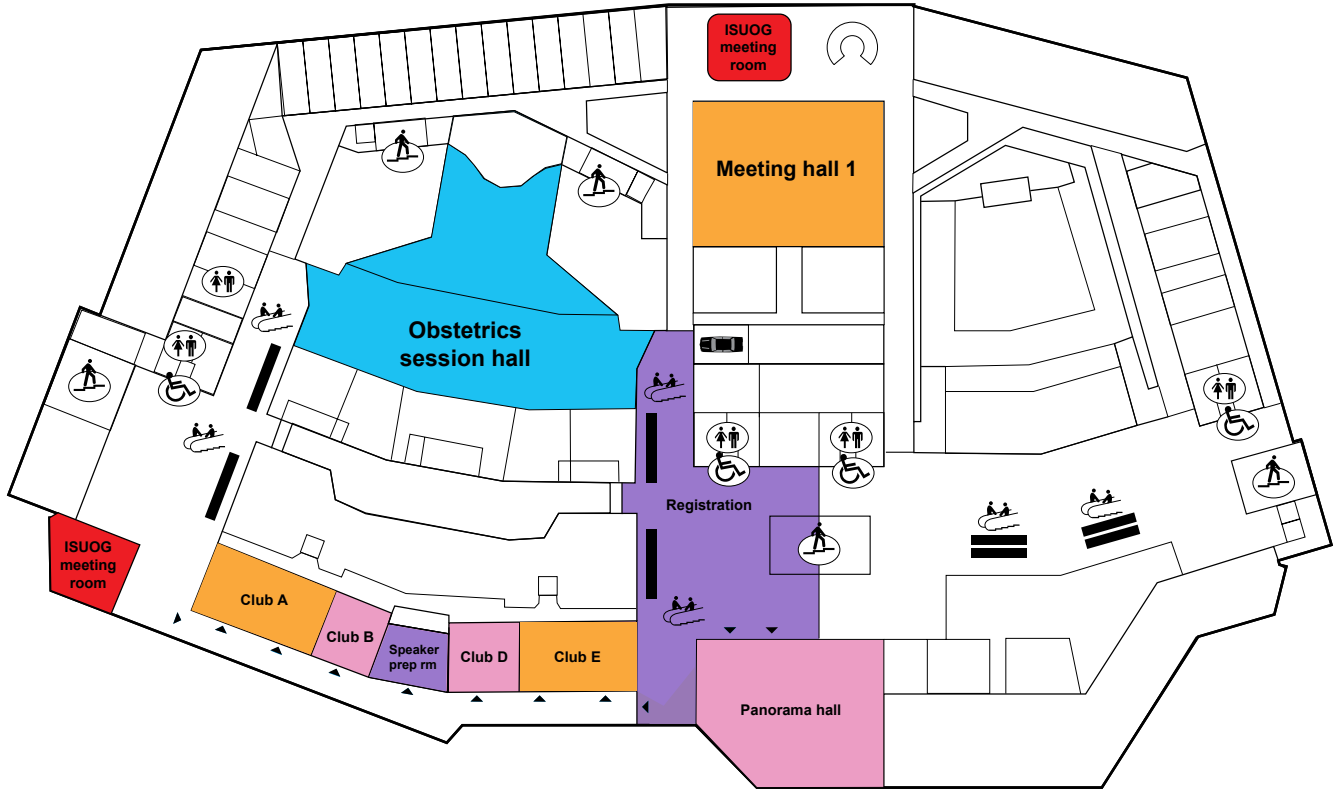 ISUOG
meeting
room
Meeting hall 1
Obstetrics
session hall
Registration
ISUOG
meeting
room
Club A
Club B
Speaker
prep rm
Club D
Club E
Panorama hall